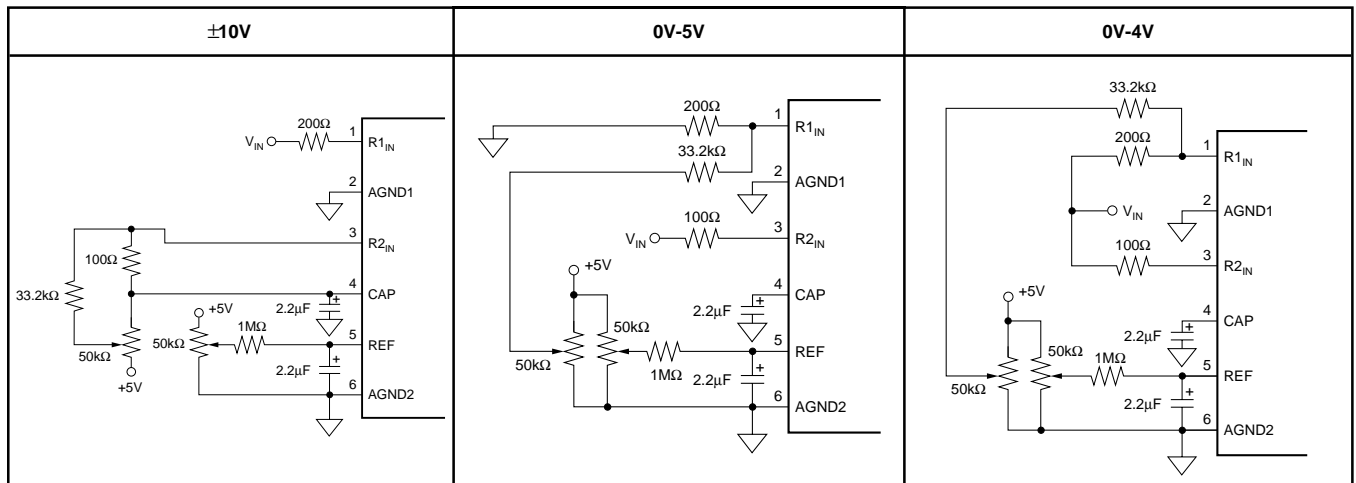 ±10V
0V-5V
0V-4V
200Ω
V_IN
1
R1_IN
2
AGND1
3
R2_IN
100Ω
33.2kΩ
4
CAP
2.2µF
+5V
1MΩ
5
REF
50kΩ
50kΩ
+5V
2.2µF
6
AGND2
200Ω
1
R1_IN
33.2kΩ
2
AGND1
100Ω
V_IN
3
R2_IN
+5V
4
CAP
2.2µF
50kΩ
5
REF
50kΩ
1MΩ
2.2µF
6
AGND2
33.2kΩ
200Ω
1
R1_IN
2
AGND1
V_IN
100Ω
3
R2_IN
+5V
4
CAP
2.2µF
50kΩ
1MΩ
5
REF
50kΩ
2.2µF
6
AGND2